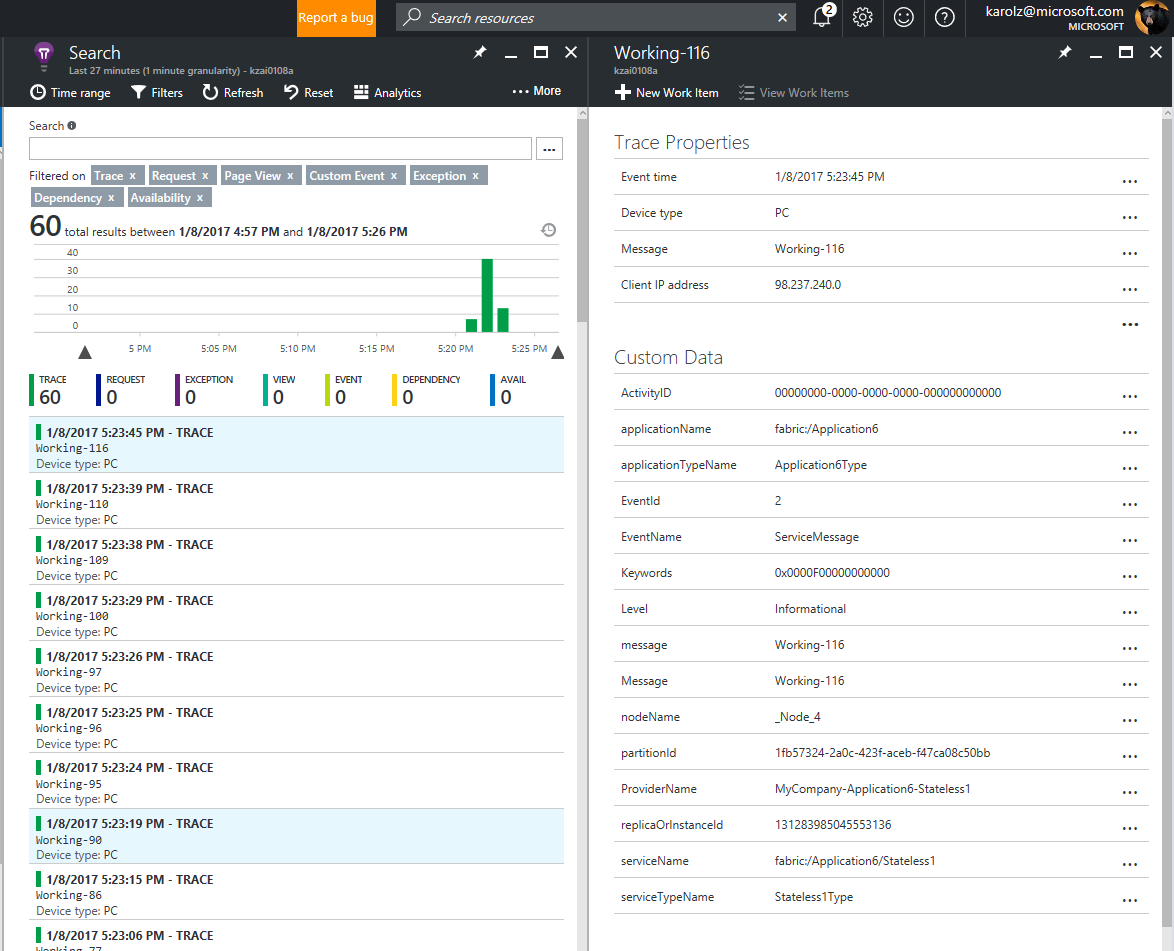 Report a bug
Search resources
2
karolz@microsoft.com
MICROSOFT
Search
Last 27 minutes (1 minute granularity) - kzai0108a
Time range
Filters
Refresh
Reset
Analytics
... More
Search
...
Filtered on Trace x Request x Page View x Custom Event x Exception x
Dependency x Availability x
60 total results between 1/8/2017 4:57 PM and 1/8/2017 5:26 PM
40
30
20
10
0
5 PM 5:05 PM 5:10 PM 5:15 PM 5:20 PM 5:25 PM
TRACE REQUEST EXCEPTION VIEW EVENT DEPENDENCY AVAIL
60 0 0 0 0 0 0
1/8/2017 5:23:45 PM - TRACE
Working-116
Device type: PC
1/8/2017 5:23:39 PM - TRACE
Working-110
Device type: PC
1/8/2017 5:23:38 PM - TRACE
Working-109
Device type: PC
1/8/2017 5:23:29 PM - TRACE
Working-100
Device type: PC
1/8/2017 5:23:26 PM - TRACE
Working-97
Device type: PC
1/8/2017 5:23:25 PM - TRACE
Working-96
Device type: PC
1/8/2017 5:23:24 PM - TRACE
Working-95
Device type: PC
1/8/2017 5:23:19 PM - TRACE
Working-90
Device type: PC
1/8/2017 5:23:15 PM - TRACE
Working-86
Device type: PC
1/8/2017 5:23:06 PM - TRACE
Working-77
Working-116
kzai0108a
New Work Item
View Work Items
Trace Properties
Event time 1/8/2017 5:23:45 PM ...
Device type PC ...
Message Working-116 ...
Client IP address 98.237.240.0 ...
...
Custom Data
ActivityID 00000000-0000-0000-0000-000000000000 ...
applicationName fabric:/Application6 ...
applicationTypeName Application6Type ...
EventId 2 ...
EventName ServiceMessage ...
Keywords 0x0000F00000000000 ...
Level Informational ...
message Working-116 ...
Message Working-116 ...
nodeName _Node_4 ...
partitionId 1fb57324-2a0c-423f-aceb-f47ca08c50bb ...
ProviderName MyCompany-Application6-Stateless1 ...
replicaOrInstanceId 131283985045553136 ...
serviceName fabric:/Application6/Stateless1 ...
serviceTypeName Stateless1Type ...